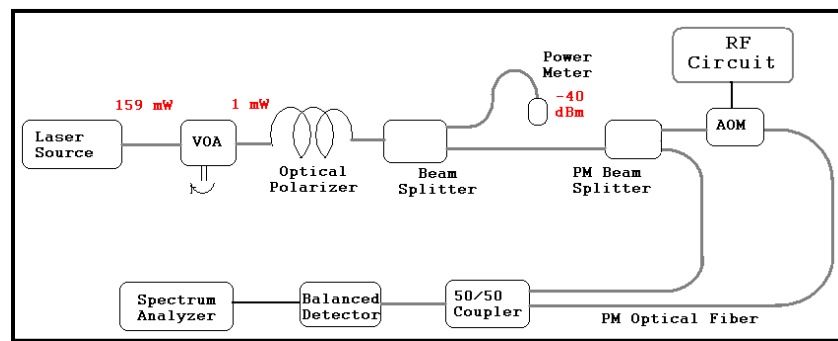 RF
Circuit
Power
Meter
159 mW
1 mW
-40
dBm
Laser
Source
VOA
AOM
Optical
Polarizer
Beam
Splitter
PM Beam
Splitter
Spectrum
Analyzer
Balanced
Detector
50/50
Coupler
PM Optical Fiber